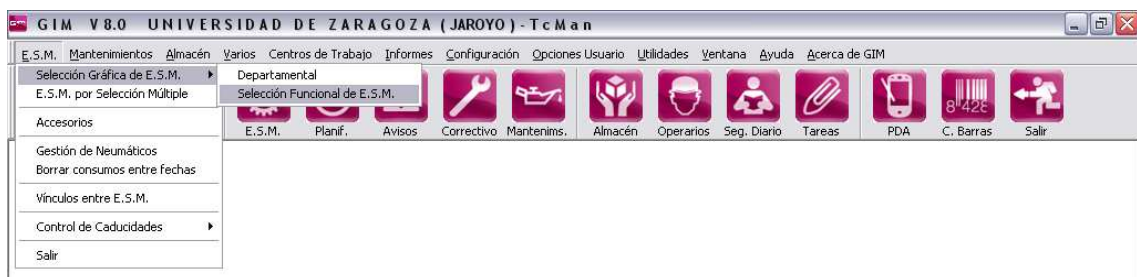 GIM V 8.0 UNIVERSIDAD DE ZARAGOZA (JAROYO) - TcMan
E.S.M. Mantenimientos Almacén Varios Centros de Trabajo Informes Configuración Opciones Usuario Utilidades Ventana Ayuda Acerca de GIM
Selección Gráfica de E.S.M.
Departamental
E.S.M. por Selección Múltiple
Selección Funcional de E.S.M.
8 428
Accesorios
E.S.M. Planif. Avisos Correctivo Mantenims. Almacén Operarios Seg. Diario Tareas PDA C. Barras Salir
Gestión de Neumáticos
Borrar consumos entre fechas
Vínculos entre E.S.M.
Control de Caducidades
Salir